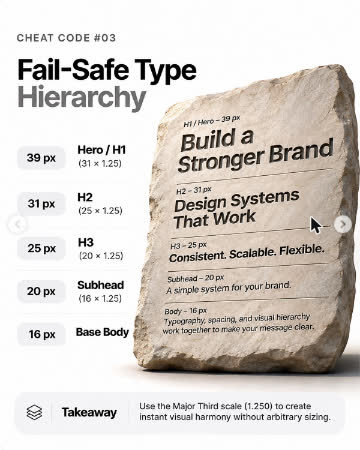 CHEAT CODE #03
Fail-Safe Type
Hierarchy
39 px
Hero / H1
(31 × 1.25)
31 px
H2
(25 × 1.25)
25 px
H3
(20 × 1.25)
20 px
Subhead
(16 × 1.25)
16 px
Base Body
H1 / Hero – 39 px
Build a
Stronger Brand
H2 – 31 px
Design Systems
That Work
H3 – 25 px
Consistent. Scalable. Flexible.
Subhead – 20 px
A simple system for your brand.
Body – 16 px
Typography, spacing, and visual hierarchy
work together to make your message clear.
Takeaway
Use the Major Third scale (1.250) to create
instant visual harmony without arbitrary sizing.